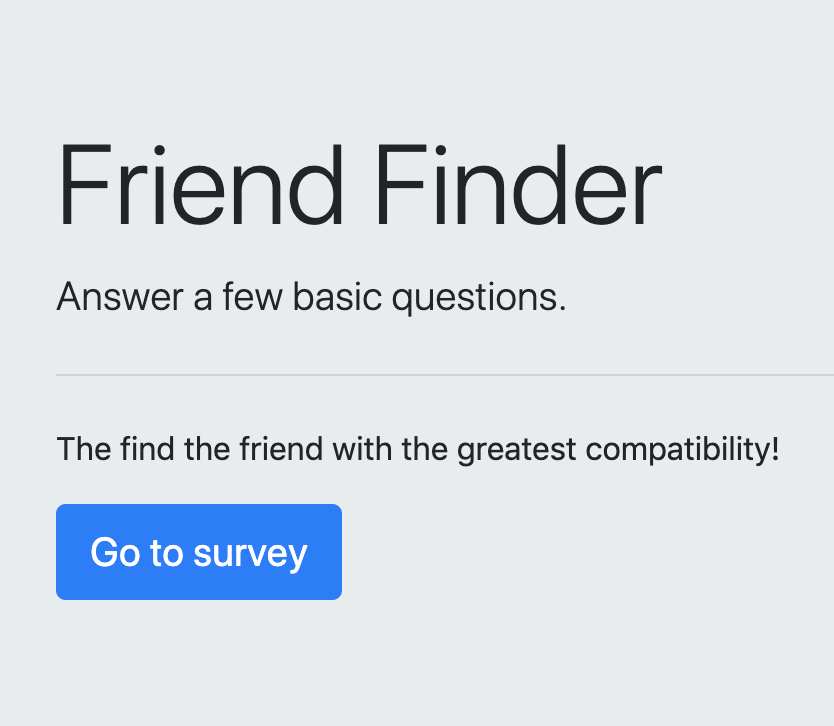 Friend Finder
Answer a few basic questions.
The find the friend with the greatest compatibility!
Go to survey